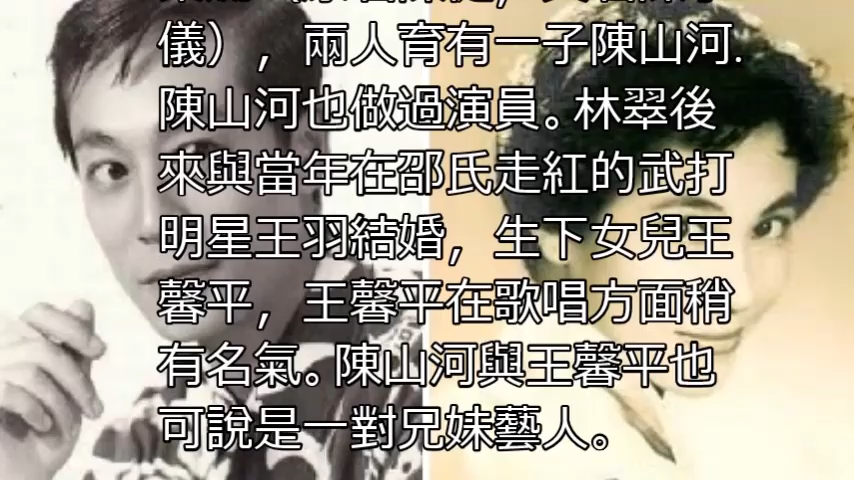 儀），兩人育有一子陳山河.
陳山河也做過演員。林翠後
來與當年在邵氏走紅的武打
明星王羽結婚，生下女兒王
馨平，王馨平在歌唱方面稍
有名氣。陳山河與王馨平也
可說是一對兄妹藝人。